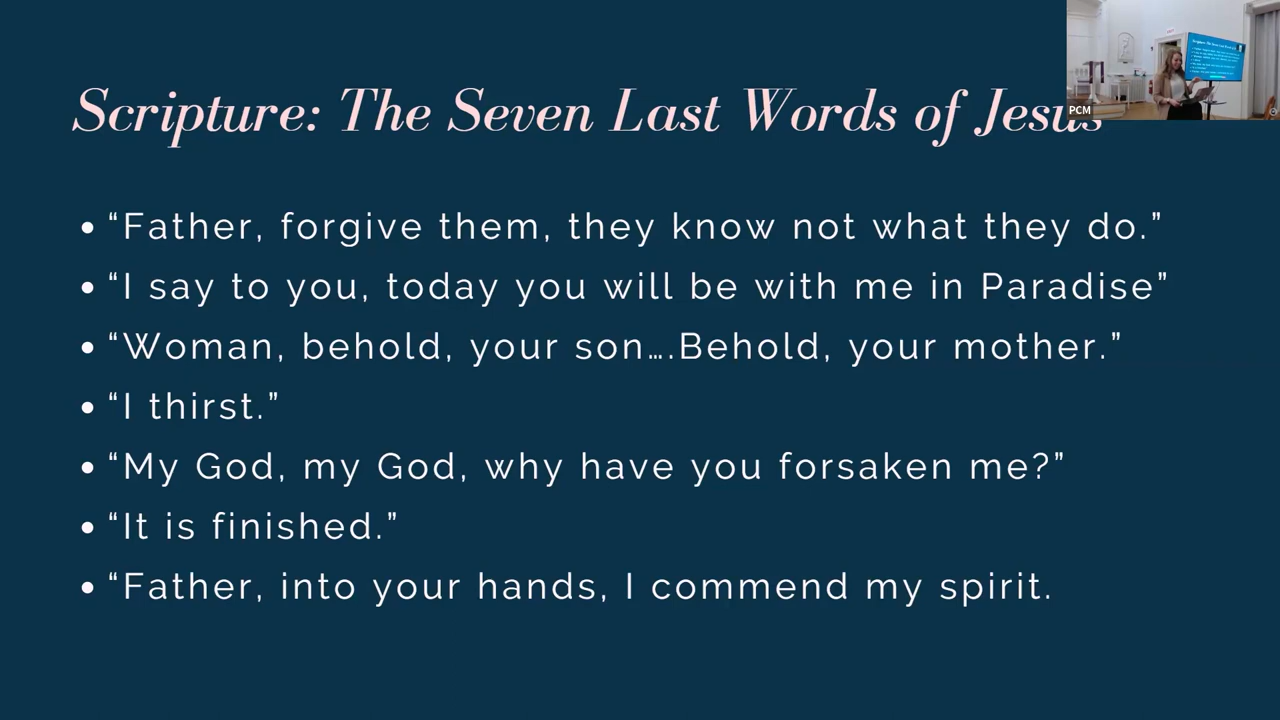 Scripture: The Seven Last Words of Jesus
PCM
• “Father, forgive them, they know not what they do.”
• “I say to you, today you will be with me in Paradise”
• “Woman, behold, your son….Behold, your mother.”
• “I thirst.”
• “My God, my God, why have you forsaken me?”
• “It is finished.”
• “Father, into your hands, I commend my spirit.